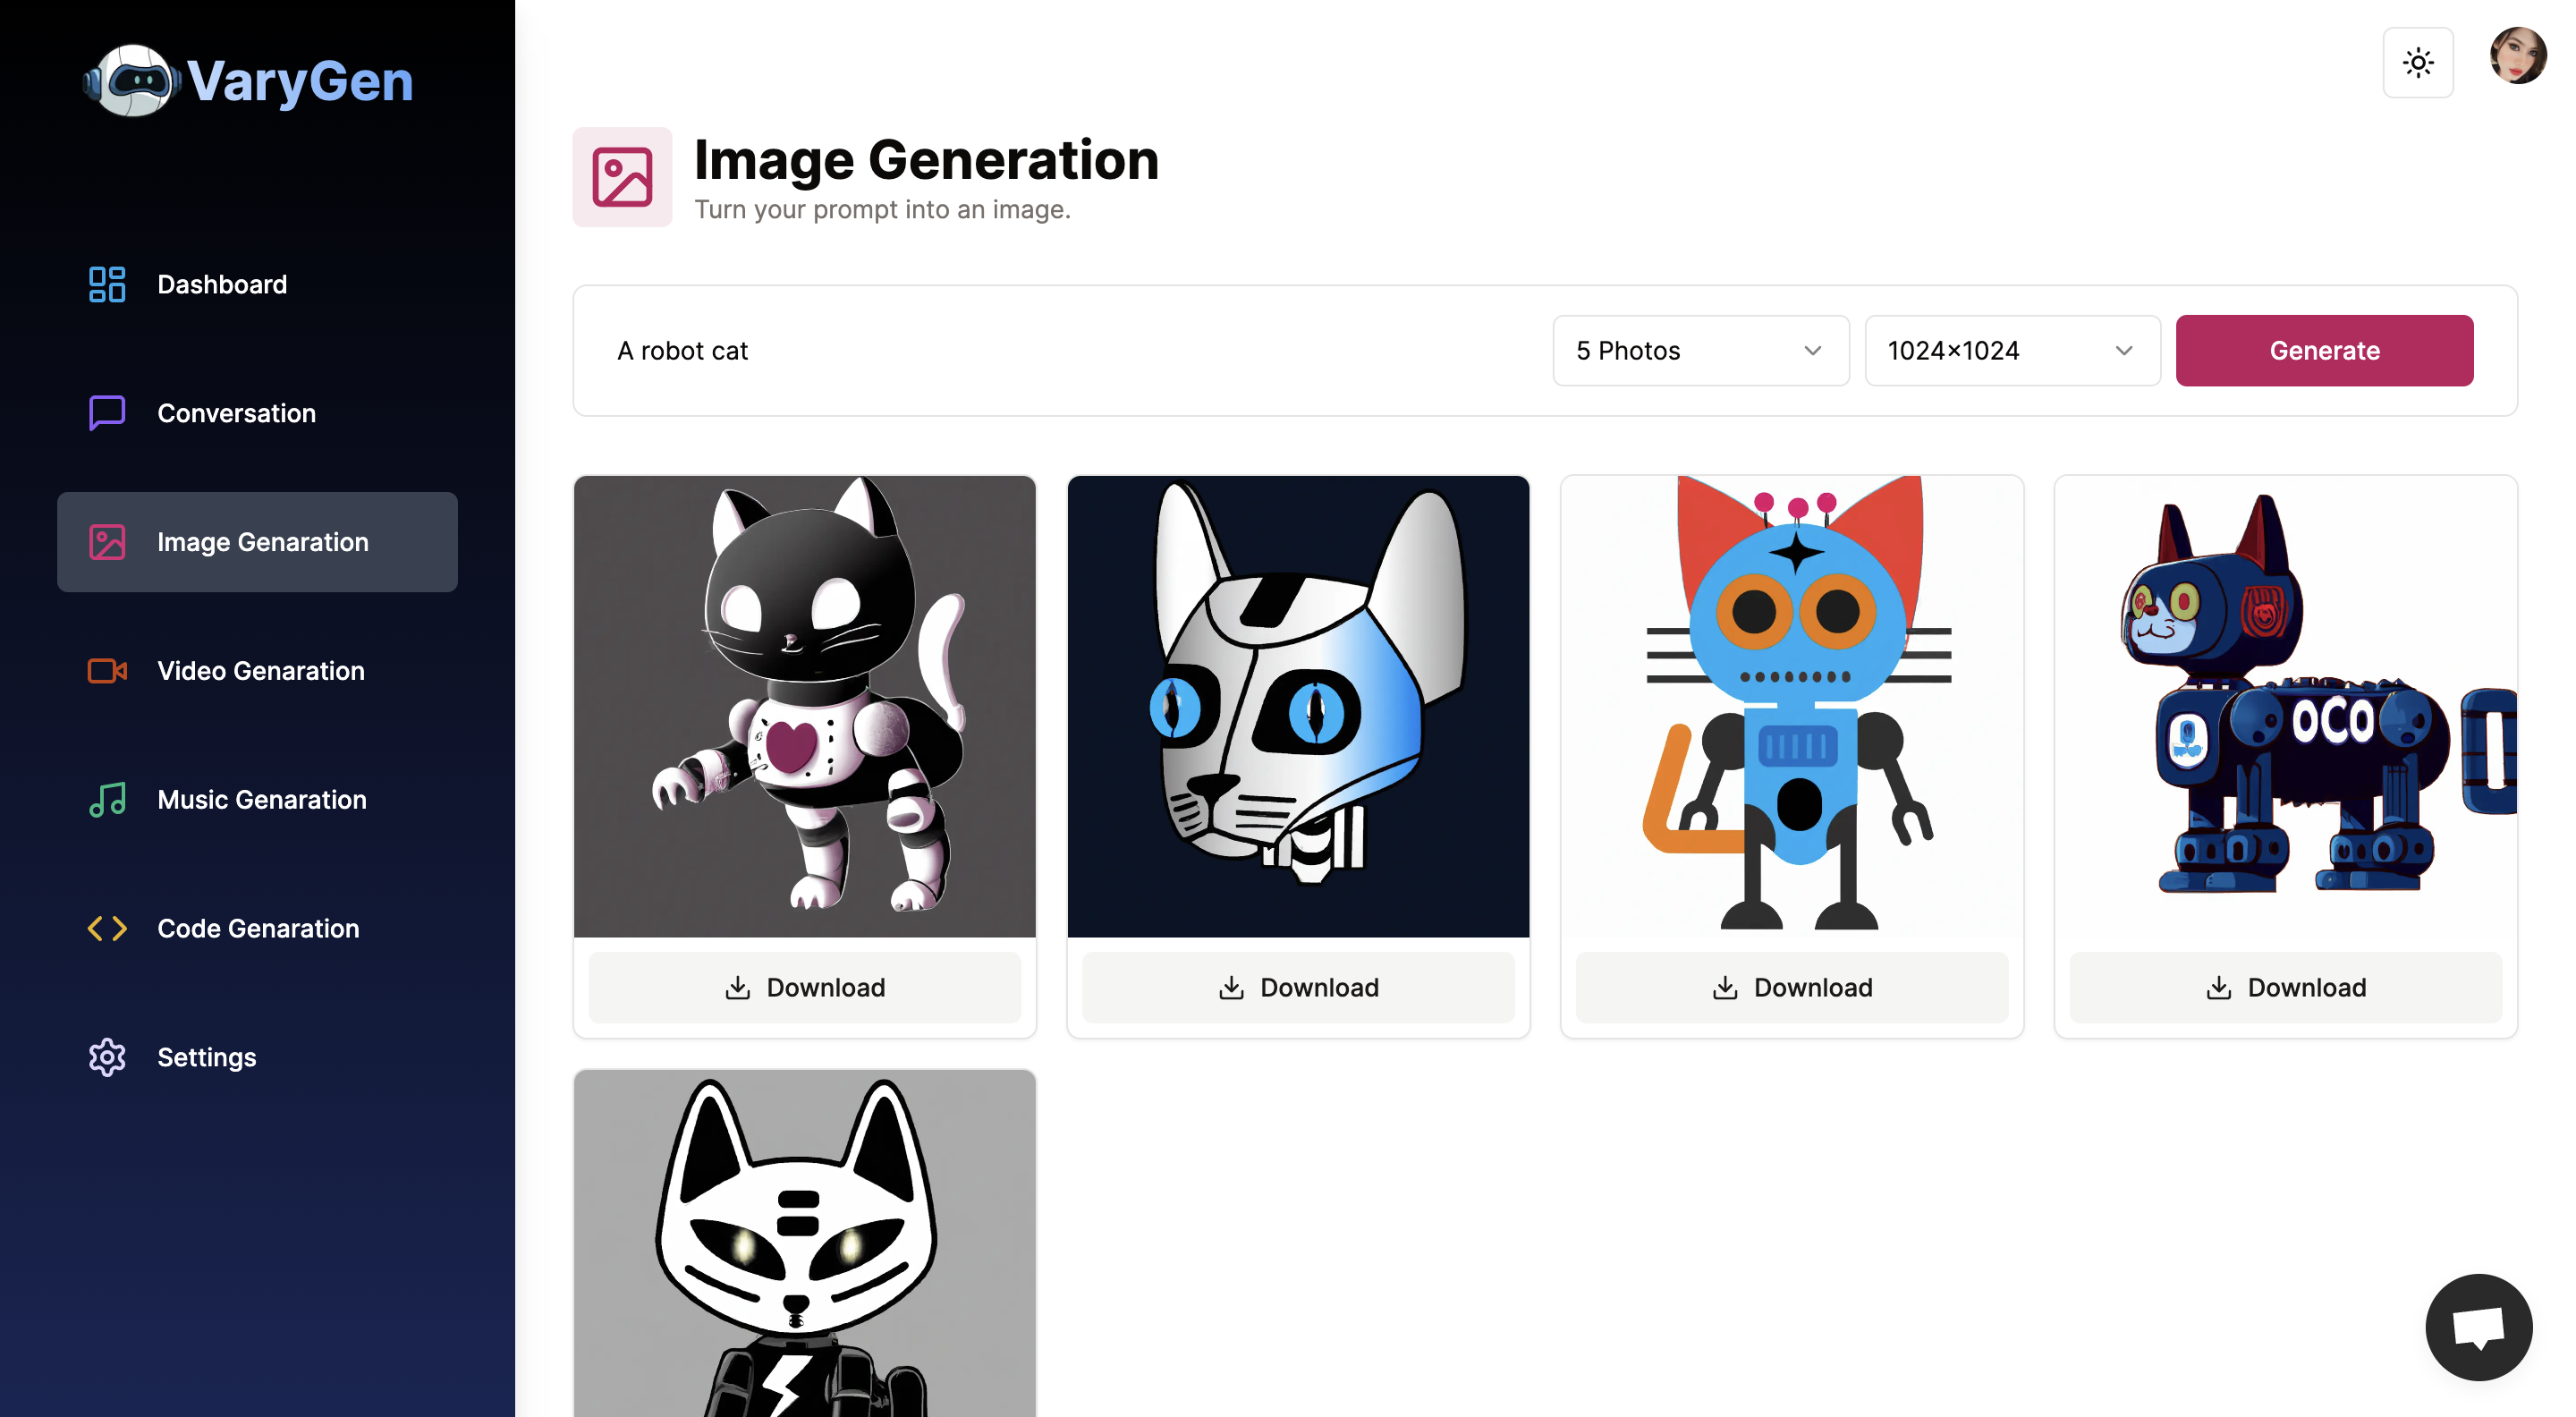 VaryGen
Dashboard
Conversation
Image Genaration
Video Genaration
Music Genaration
Code Genaration
Settings
Image Generation
Turn your prompt into an image.
A robot cat
5 Photos
1024×1024
Generate
OCO
Download
Download
Download
Download